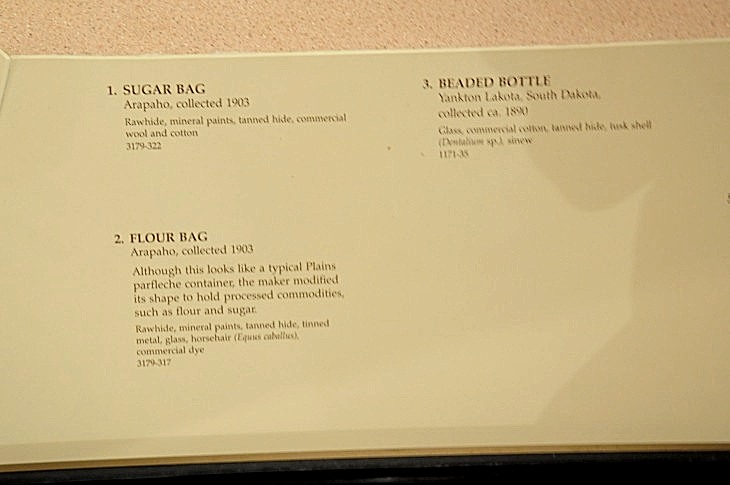 1. SUGAR BAG
Arapaho, collected 1903
Rawhide, mineral paints, tanned hide, commercial
wool and cotton
3179-322
2. FLOUR BAG
Arapaho, collected 1903
Although this looks like a typical Plains
parfleche container, the maker modified
its shape to hold processed commodities,
such as flour and sugar.
Rawhide, mineral paints, tanned hide, tinned
metal, glass, horsehair (Equus caballus),
commercial dye
3179-317
3. BEADED BOTTLE
Yankton Lakota, South Dakota,
collected ca. 1890
Glass, commercial cotton, tanned hide, tusk shell
(Dentalium sp.), sinew
1171-35